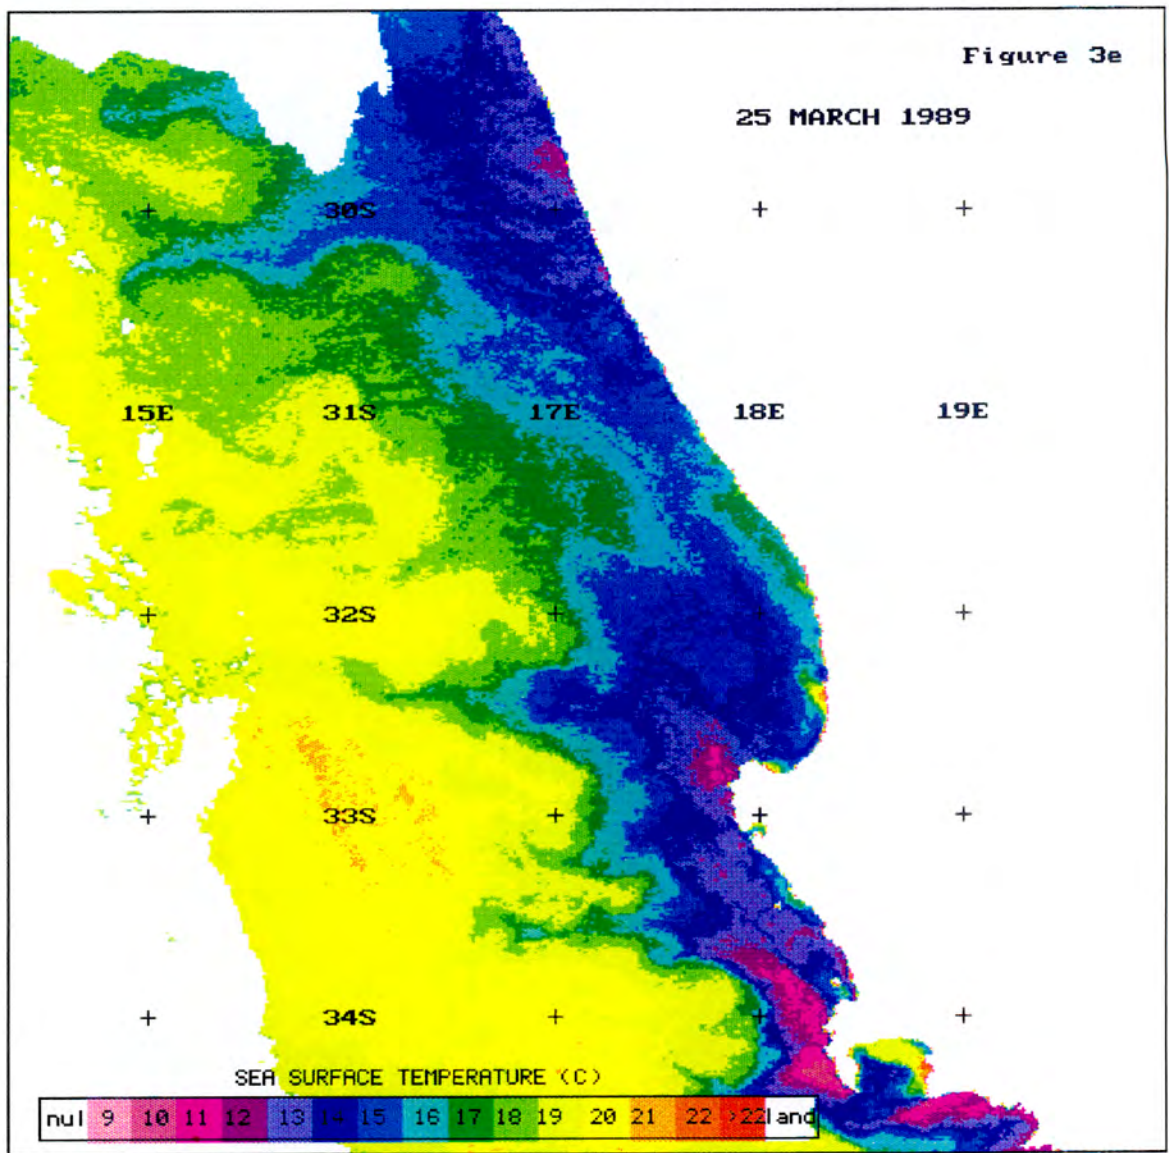 Figure 3e
25 MARCH 1989
30S
15E 31S 17E 18E 19E
32S
33S
34S
SEA SURFACE TEMPERATURE (C)
nul 9 10 11 12 13 14 15 16 17 18 19 20 21 22 >22 land